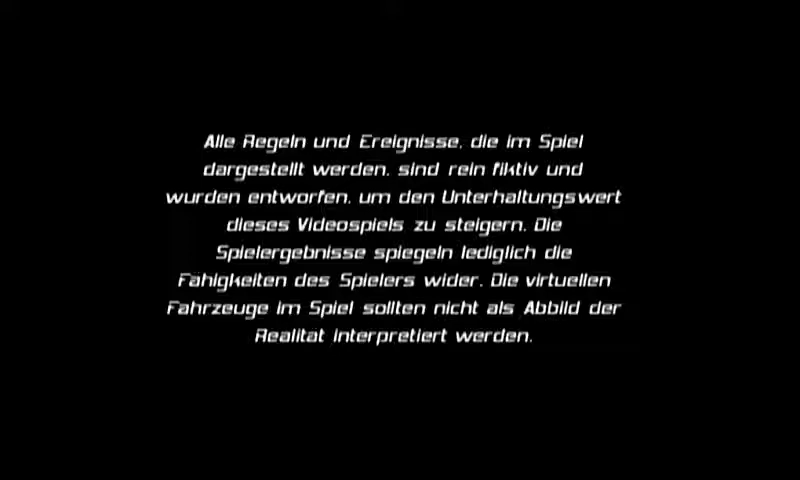 Alle Regeln und Ereignisse, die im Spiel
dargestellt werden, sind rein fiktiv und
wurden entworfen, um den Unterhaltungswert
dieses Videospiels zu steigern. Die
Spielergebnisse spiegeln lediglich die
Fähigkeiten des Spielers wider. Die virtuellen
Fahrzeuge im Spiel sollten nicht als Abbild der
Realität interpretiert werden.